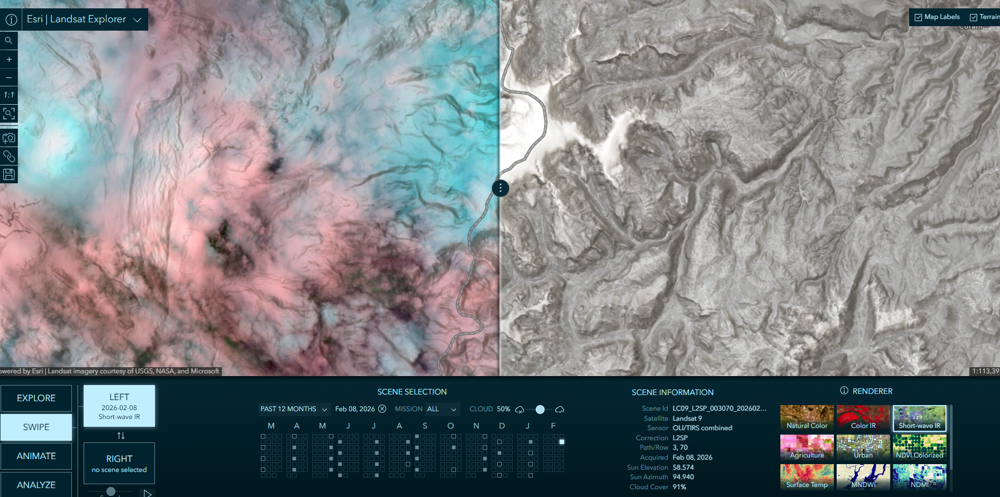 Esri | Landsat Explorer
Map Labels
Terrain
1:1
owered by Esri | Landsat imagery courtesy of USGS, NASA, and Microsoft
1:113,39
EXPLORE
SWIPE
ANIMATE
ANALYZE
LEFT
2026-02-08
Short-wave IR
RIGHT
no scene selected
SCENE SELECTION
PAST 12 MONTHS
Feb 08, 2026
MISSION
ALL
CLOUD
50%
M A M J J A S O N D J F
SCENE INFORMATION
Scene Id LC09_L2SP_003070_202602...
Satellite Landsat 9
Sensor OLI/TIRS combined
Correction L2SP
Path/Row 3, 70
Acquired Feb 08, 2026
Sun Elevation 58.574
Sun Azimuth 94.940
Cloud Cover 91%
RENDERER
Natural Color
Color IR
Short-wave IR
Agriculture
Urban
NDVI Colorized
Surface Temp
MNDWI
NDMI